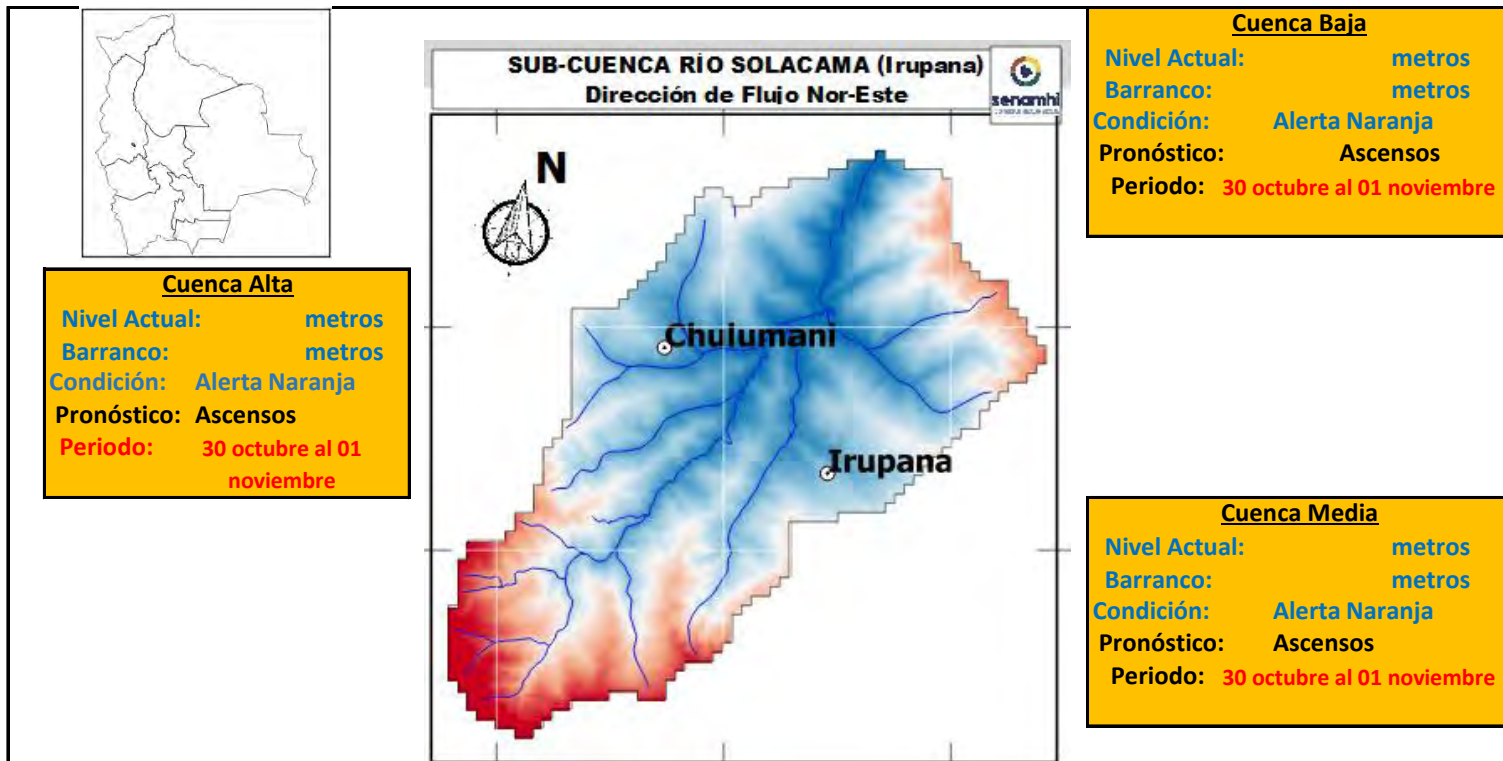 SUB-CUENCA RÍO SOLACAMA (Irupana)
Dirección de Flujo Nor-Este
senamhi
N
Chulumani
Irupana
Cuenca Alta
Nivel Actual: metros
Barranco: metros
Condición: Alerta Naranja
Pronóstico: Ascensos
Periodo: 30 octubre al 01
noviembre
Cuenca Baja
Nivel Actual: metros
Barranco: metros
Condición: Alerta Naranja
Pronóstico: Ascensos
Periodo: 30 octubre al 01 noviembre
Cuenca Media
Nivel Actual: metros
Barranco: metros
Condición: Alerta Naranja
Pronóstico: Ascensos
Periodo: 30 octubre al 01 noviembre